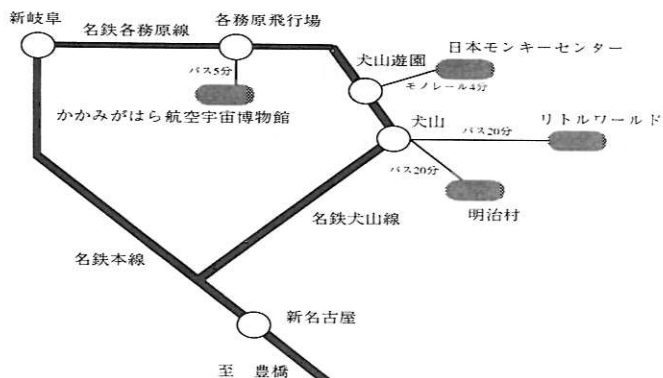 新岐阜
名鉄各務原線
各務原飛行場
日本モンキーセンター
犬山遊園
バス5分
モノレール4分
かかみがはら航空宇宙博物館
犬山
バス20分
リトルワールド
バス20分
明治村
名鉄犬山線
名鉄本線
新名古屋
至 豊橋